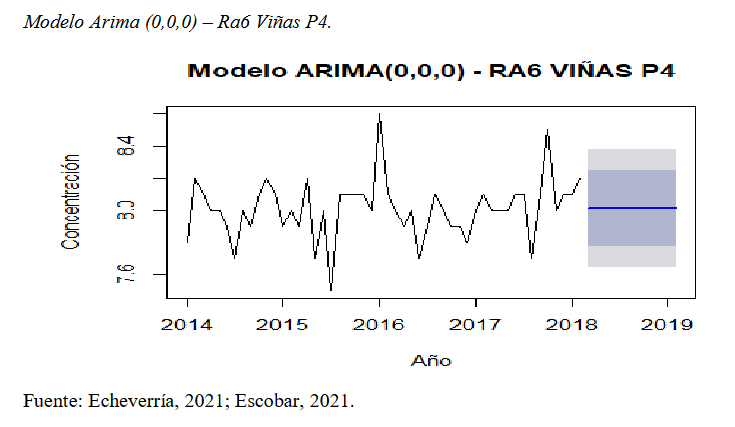 Modelo Arima (0,0,0) – Ra6 Viñas P4.
Modelo ARIMA(0,0,0) - RA6 VIÑAS P4
Concentración
8.4
8.0
7.6
2014 2015 2016 2017 2018 2019
Año
Fuente: Echeverría, 2021; Escobar, 2021.